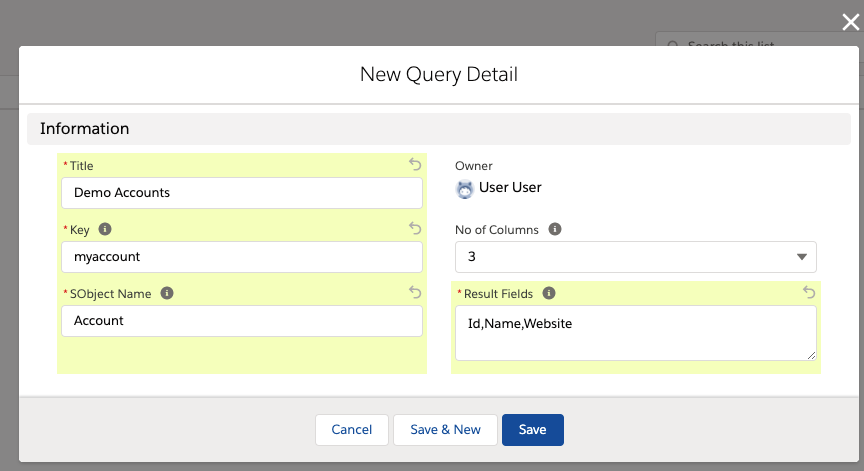 Search this list
New Query Detail
Information
* Title
Demo Accounts
Owner
User User
* Key
myaccount
No of Columns
3
* SObject Name
Account
* Result Fields
Id,Name,Website
Cancel
Save & New
Save